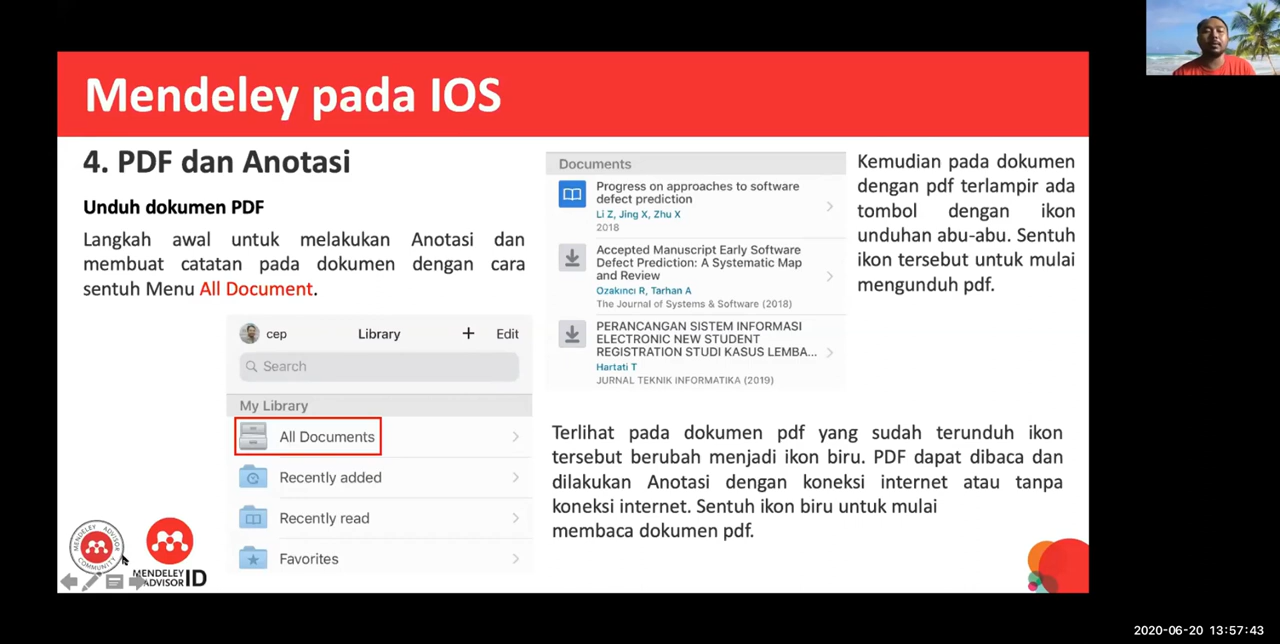 Mendeley pada IOS
4. PDF dan Anotasi
Unduh dokumen PDF
Langkah awal untuk melakukan Anotasi dan
membuat catatan pada dokumen dengan cara
sentuh Menu All Document.
cep
Library
+
Edit
Search
My Library
All Documents
Recently added
Recently read
Favorites
Documents
Progress on approaches to software
defect prediction
Li Z, Jing X, Zhu X
2018
Accepted Manuscript Early Software
Defect Prediction: A Systematic Map
and Review
Ozakıncı R, Tarhan A
The Journal of Systems & Software (2018)
PERANCANGAN SISTEM INFORMASI
ELECTRONIC NEW STUDENT
REGISTRATION STUDI KASUS LEMBA...
Hartati T
JURNAL TEKNIK INFORMATIKA (2019)
Kemudian pada dokumen
dengan pdf terlampir ada
tombol dengan ikon
unduhan abu-abu. Sentuh
ikon tersebut untuk mulai
mengunduh pdf.
Terlihat pada dokumen pdf yang sudah terunduh ikon
tersebut berubah menjadi ikon biru. PDF dapat dibaca dan
dilakukan Anotasi dengan koneksi internet atau tanpa
koneksi internet. Sentuh ikon biru untuk mulai
membaca dokumen pdf.
MENDELEY ADVISOR
COMMUNITY
MENDELEY
ADVISOR ID
2020-06-20 13:57:43